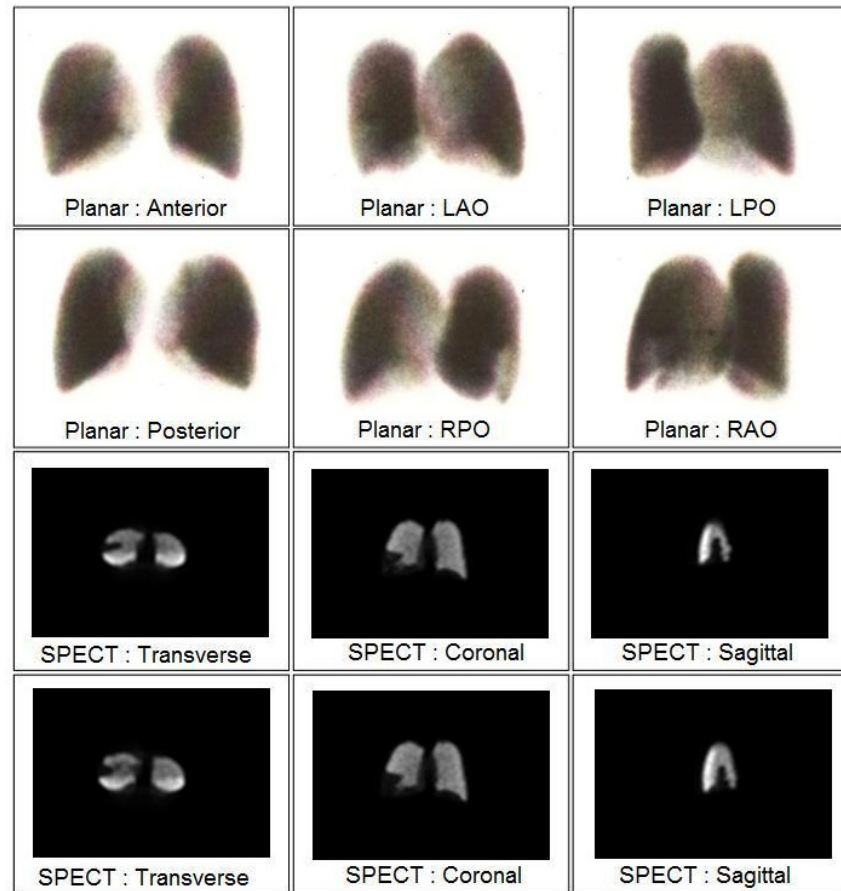 Planar : Anterior
Planar : LAO
Planar : LPO
Planar : Posterior
Planar : RPO
Planar : RAO
SPECT : Transverse
SPECT : Coronal
SPECT : Sagittal
SPECT : Transverse
SPECT : Coronal
SPECT : Sagittal